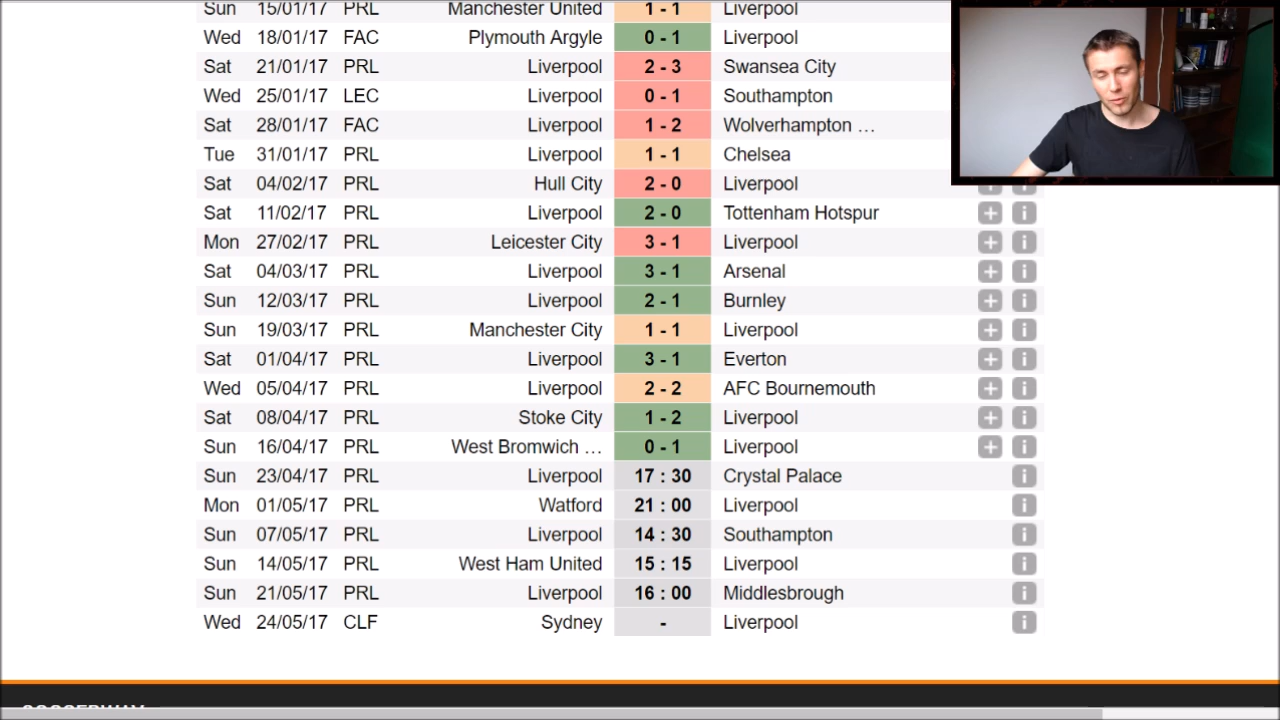 Sun 15/01/17 PRL Manchester United 1 - 1 Liverpool
Wed 18/01/17 FAC Plymouth Argyle 0 - 1 Liverpool
Sat 21/01/17 PRL Liverpool 2 - 3 Swansea City
Wed 25/01/17 LEC Liverpool 0 - 1 Southampton
Sat 28/01/17 FAC Liverpool 1 - 2 Wolverhampton ...
Tue 31/01/17 PRL Liverpool 1 - 1 Chelsea
Sat 04/02/17 PRL Hull City 2 - 0 Liverpool
Sat 11/02/17 PRL Liverpool 2 - 0 Tottenham Hotspur + i
Mon 27/02/17 PRL Leicester City 3 - 1 Liverpool + i
Sat 04/03/17 PRL Liverpool 3 - 1 Arsenal + i
Sun 12/03/17 PRL Liverpool 2 - 1 Burnley + i
Sun 19/03/17 PRL Manchester City 1 - 1 Liverpool + i
Sat 01/04/17 PRL Liverpool 3 - 1 Everton + i
Wed 05/04/17 PRL Liverpool 2 - 2 AFC Bournemouth + i
Sat 08/04/17 PRL Stoke City 1 - 2 Liverpool + i
Sun 16/04/17 PRL West Bromwich ... 0 - 1 Liverpool + i
Sun 23/04/17 PRL Liverpool 17 : 30 Crystal Palace i
Mon 01/05/17 PRL Watford 21 : 00 Liverpool i
Sun 07/05/17 PRL Liverpool 14 : 30 Southampton i
Sun 14/05/17 PRL West Ham United 15 : 15 Liverpool i
Sun 21/05/17 PRL Liverpool 16 : 00 Middlesbrough i
Wed 24/05/17 CLF Sydney - Liverpool i